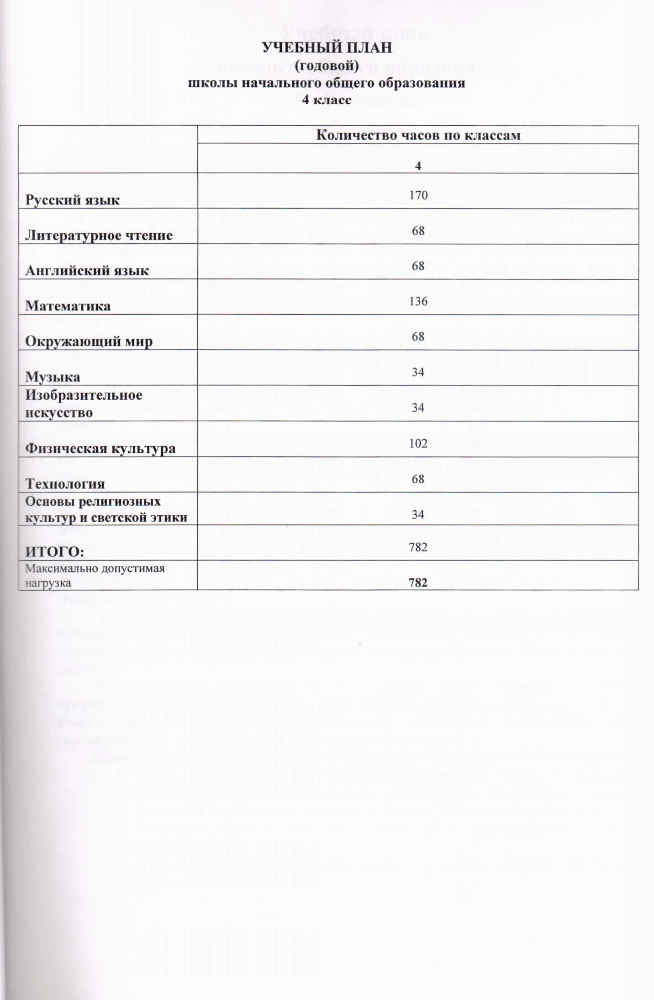 УЧЕБНЫЙ ПЛАН
(годовой)
школы начального общего образования
4 класс
Количество часов по классам
4
Русский язык 170
Литературное чтение 68
Английский язык 68
Математика 136
Окружающий мир 68
Музыка 34
Изобразительное
искусство 34
Физическая культура 102
Технология 68
Основы религиозных
культур и светской этики 34
ИТОГО: 782
Максимально допустимая
нагрузка 782